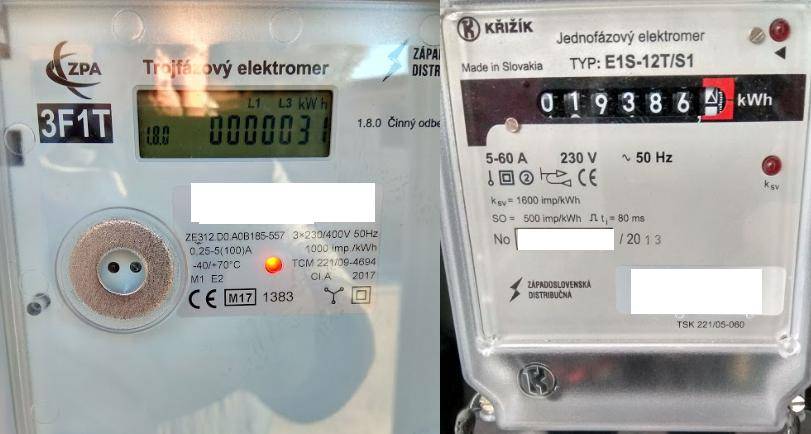 ZPA
Trojfázový elektromer
ZÁPAD
DISTRIB
3F1T
L1 L3 kWh
1.8.0 0000031
1.8.0 Činný odbe
ZE312.D0.A0B185-557 3×230/400V 50Hz
0,25-5(100)A 1000 imp./kWh
-40/+70°C TCM 221/09-4694
M1 E2 Cl.A 2017
CE M17 1383
K KŘIŽÍK
Jednofázový elektromer
Made in Slovakia TYP: E1S-12T/S1
019386, kWh
5-60 A 230 V ~ 50 Hz
2 CE
ksv = 1600 imp/kWh
ksv
SO = 500 imp/kWh ti = 80 ms
No / 2013
ZÁPADOSLOVENSKÁ
DISTRIBUČNÁ
TSK 221/05-060
K